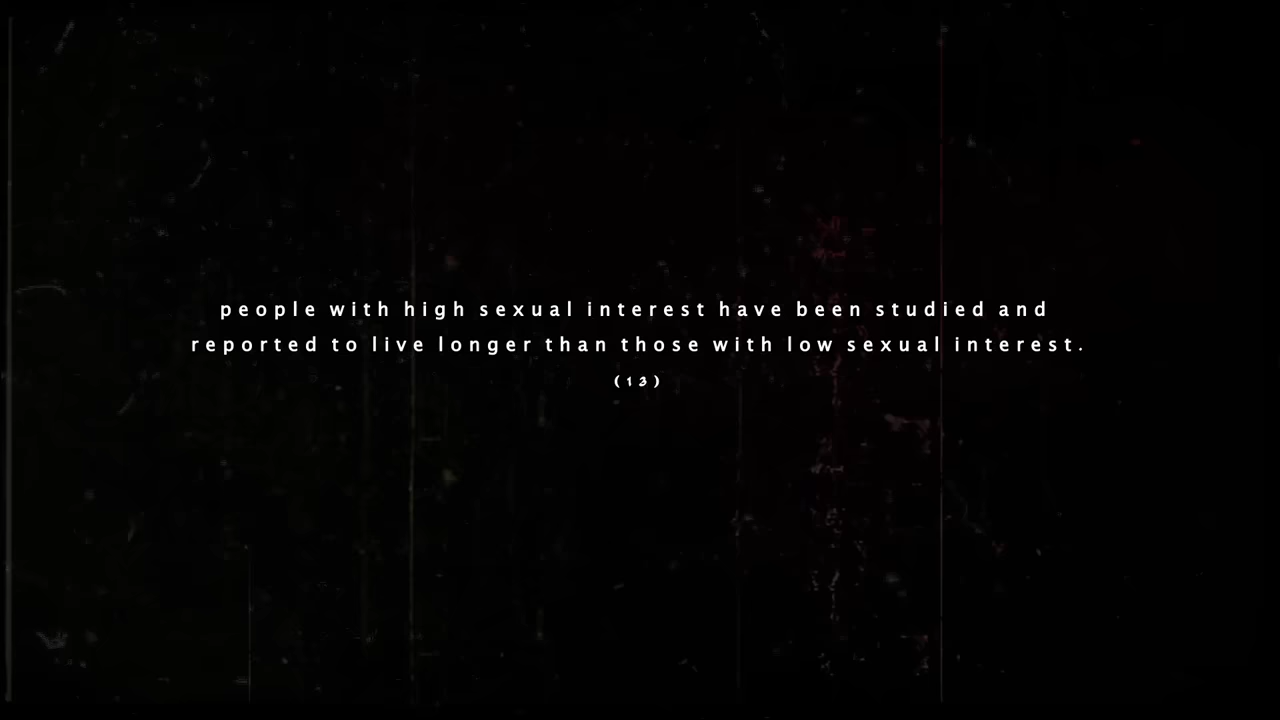 people with high sexual interest have been studied and
reported to live longer than those with low sexual interest.
(13)